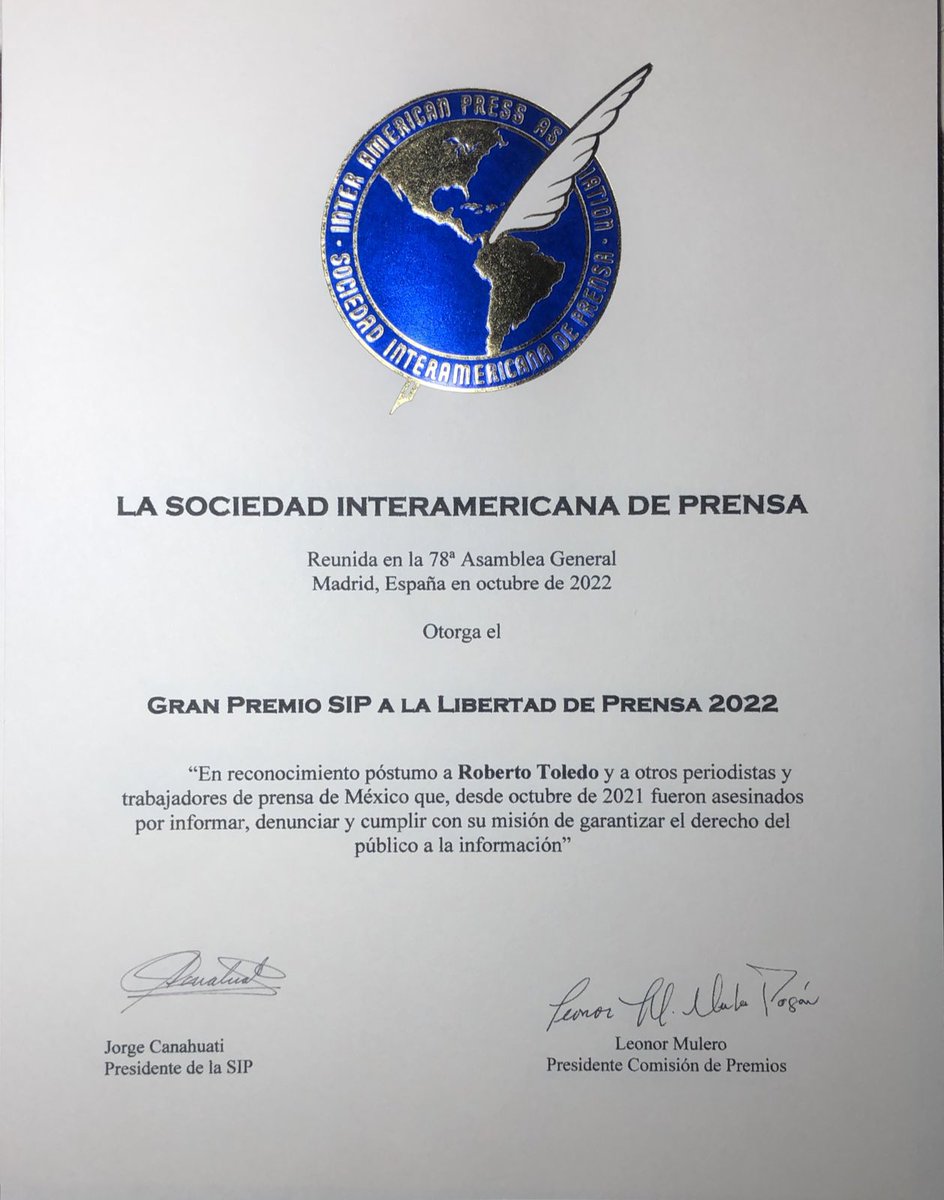 INTER AMERICAN PRESS AS IATION
SOCIEDAD INTERAMERICANA DE PRENSA
LA SOCIEDAD INTERAMERICANA DE PRENSA
Reunida en la 78ª Asamblea General
Madrid, España en octubre de 2022
Otorga el
GRAN PREMIO SIP A LA LIBERTAD DE PRENSA 2022
“En reconocimiento póstumo a Roberto Toledo y a otros periodistas y
trabajadores de prensa de México que, desde octubre de 2021 fueron asesinados
por informar, denunciar y cumplir con su misión de garantizar el derecho del
público a la información”
Jorge Canahuati
Presidente de la SIP
Leonor Mulero
Presidente Comisión de Premios